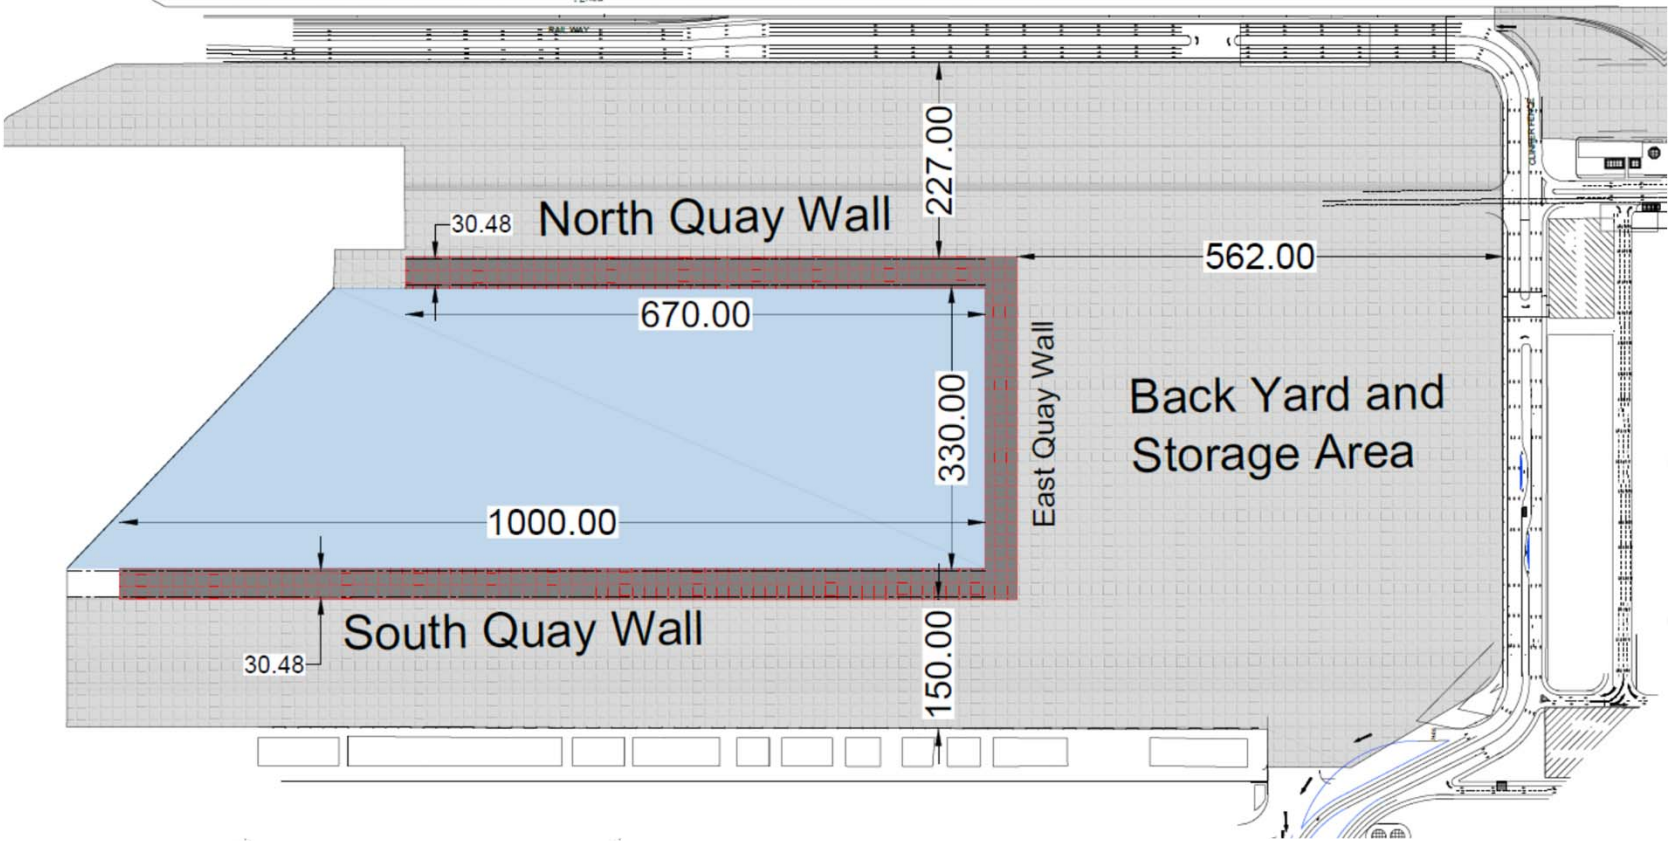 RAILWAY
227.00
30.48
North Quay Wall
562.00
670.00
East Quay Wall
330.00
Back Yard and
Storage Area
1000.00
South Quay Wall
30.48
150.00